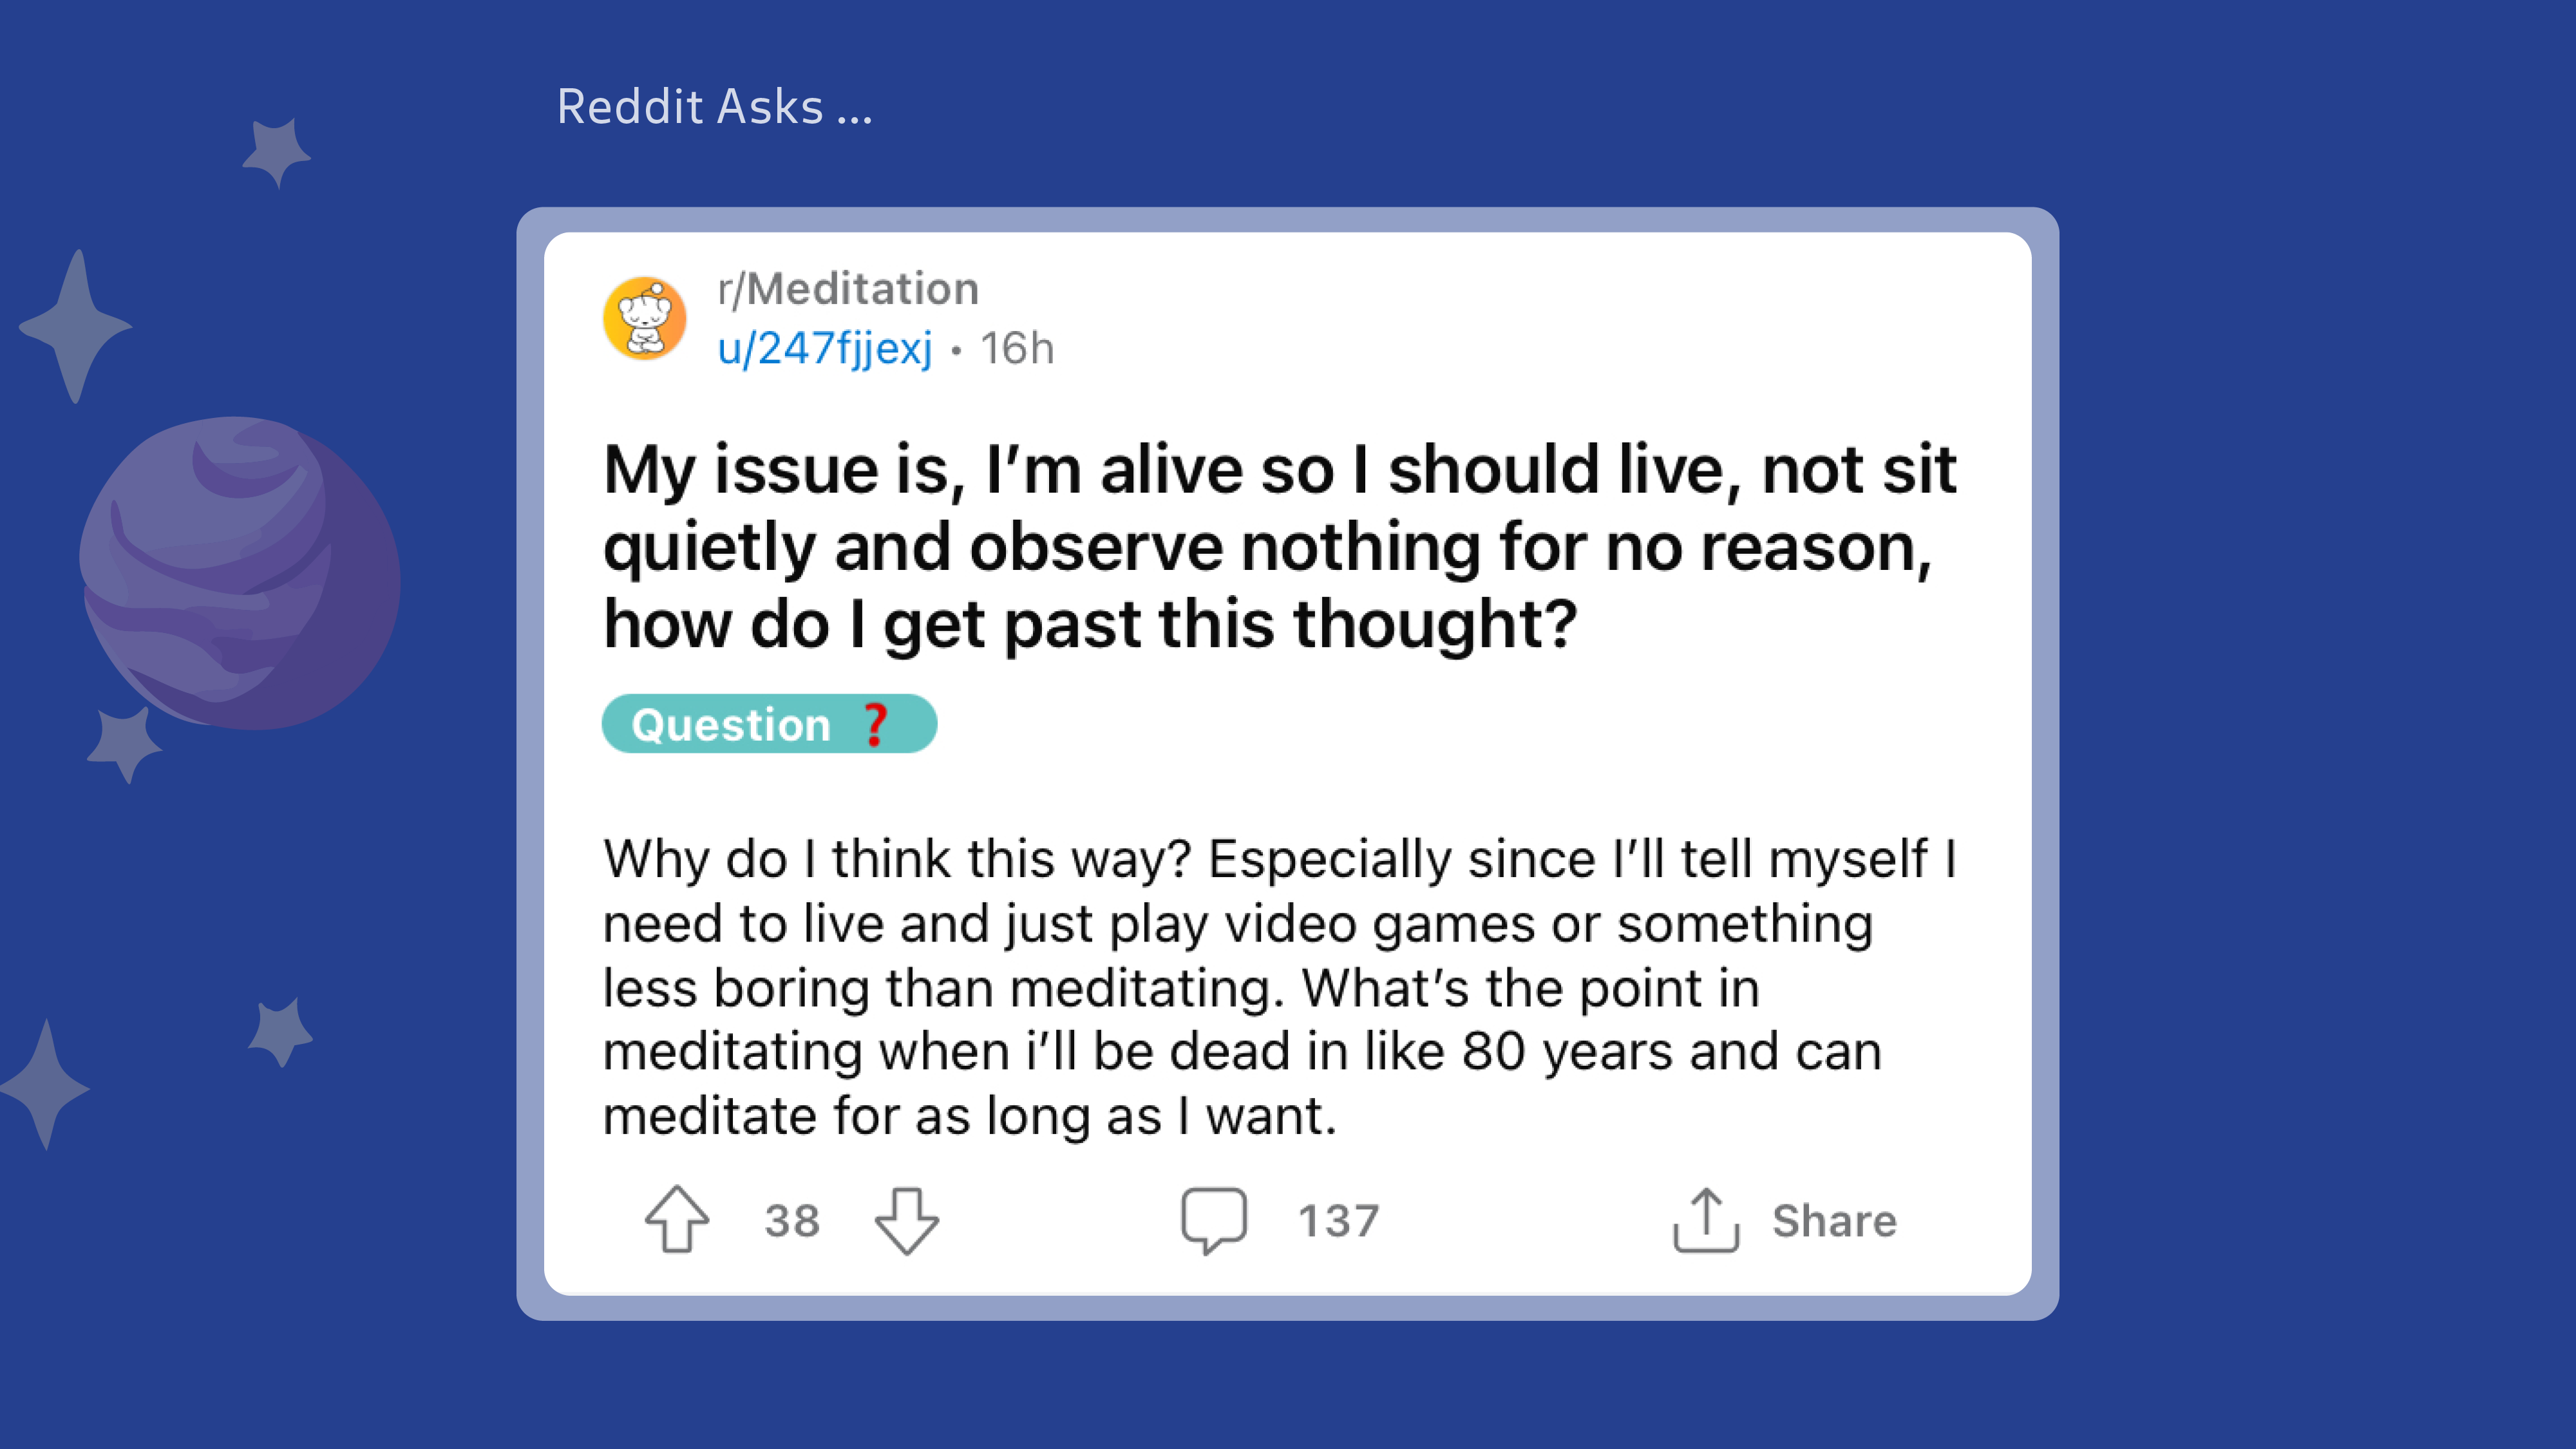 Reddit Asks ...
r/Meditation
u/247fjjexj • 16h
My issue is, I’m alive so I should live, not sit
quietly and observe nothing for no reason,
how do I get past this thought?
Question ❓
Why do I think this way? Especially since I’ll tell myself I
need to live and just play video games or something
less boring than meditating. What’s the point in
meditating when i’ll be dead in like 80 years and can
meditate for as long as I want.
38 137 Share